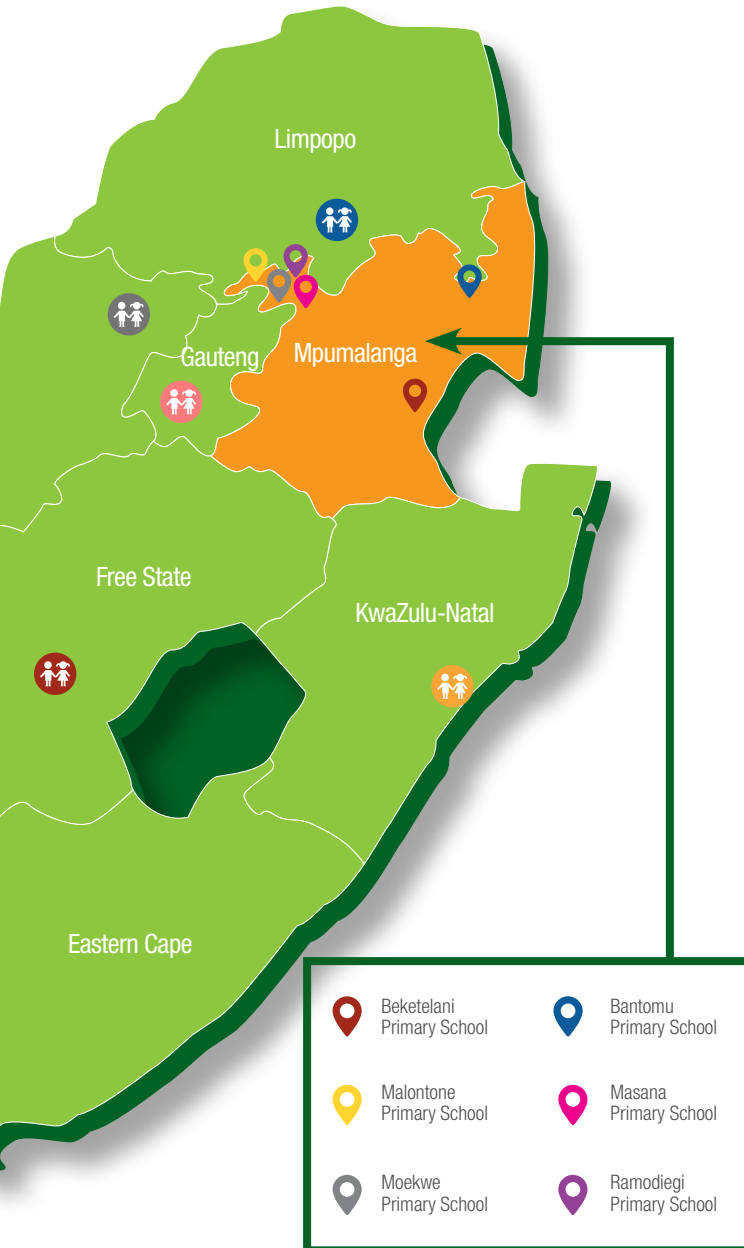 Limpopo
Gauteng
Mpumalanga
Free State
KwaZulu-Natal
Eastern Cape
Beketelani
Primary School
Bantomu
Primary School
Malontone
Primary School
Masana
Primary School
Moekwe
Primary School
Ramodiegi
Primary School